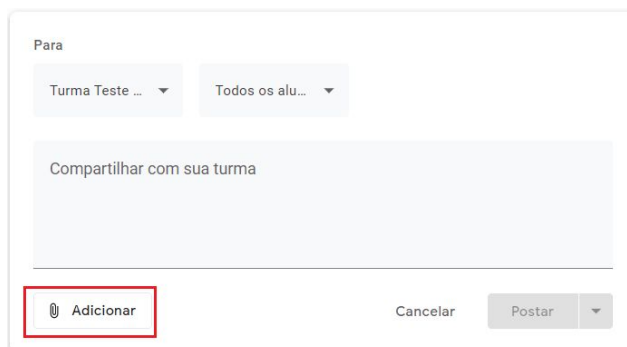 Para
Turma Teste ... Todos os alu...
Compartilhar com sua turma
Adicionar Cancelar Postar